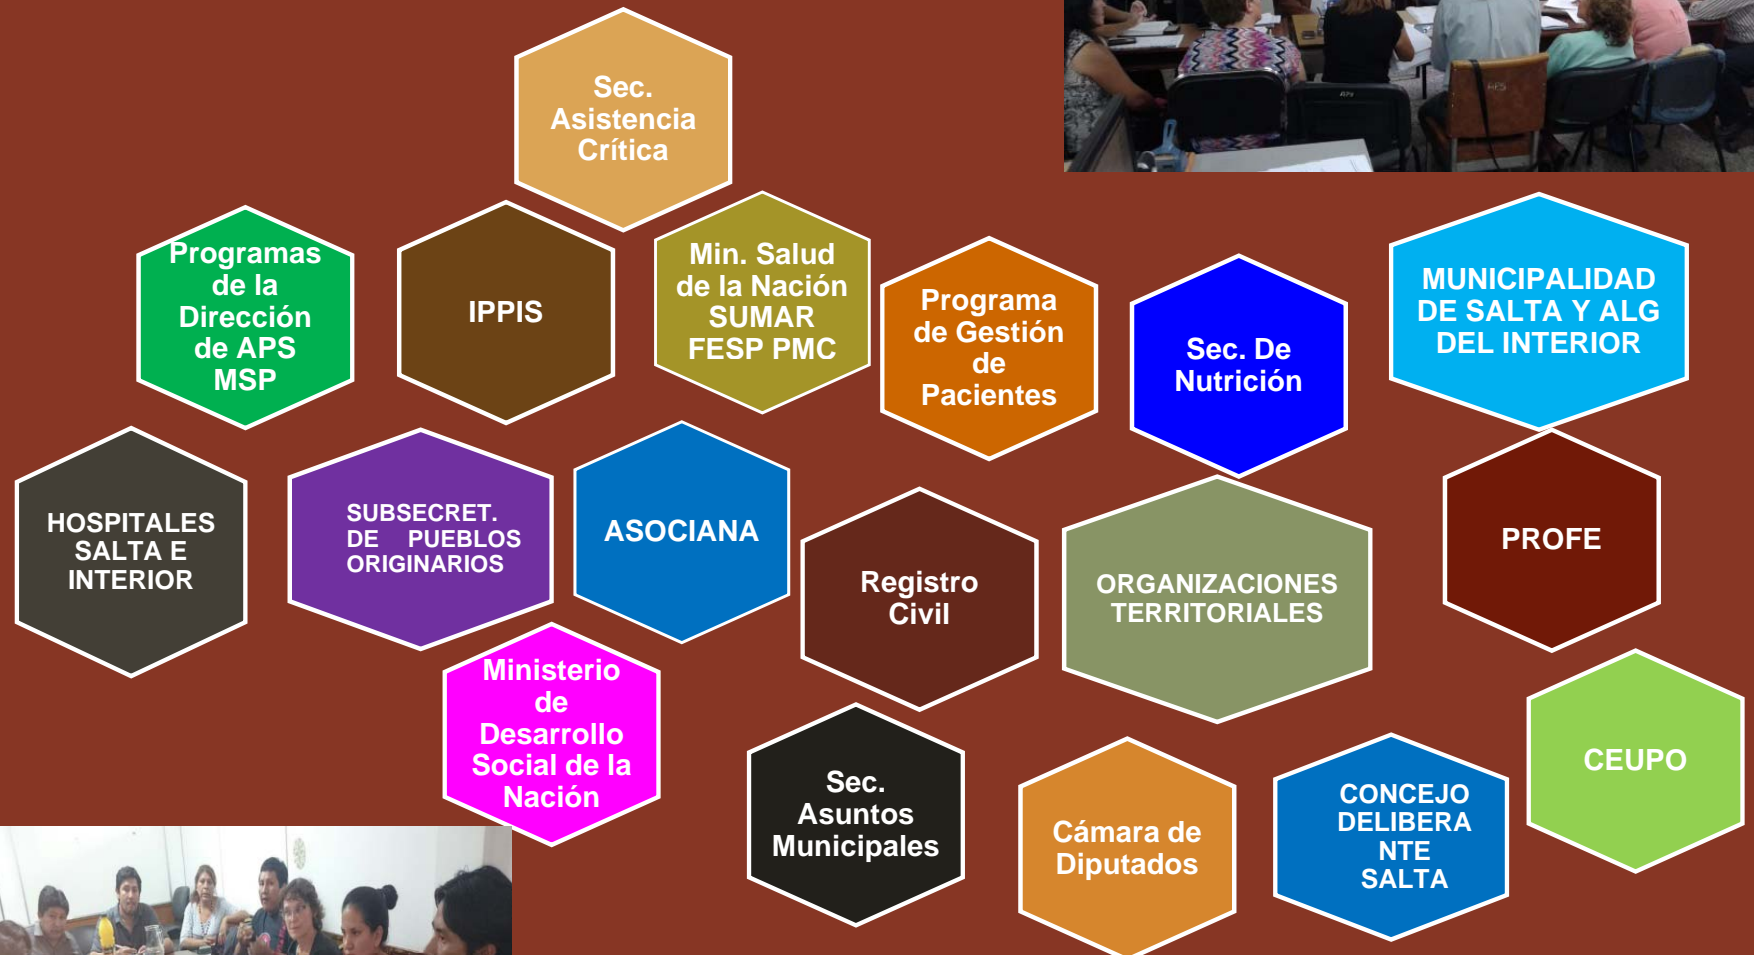 Sec.
Asistencia
Crítica
Programas
de la
Dirección
de APS
MSP
IPPIS
Min. Salud
de la Nación
SUMAR
FESP PMC
Programa
de Gestión
de
Pacientes
Sec. De
Nutrición
MUNICIPALIDAD
DE SALTA Y ALG
DEL INTERIOR
HOSPITALES
SALTA E
INTERIOR
SUBSECRET.
DE PUEBLOS
ORIGINARIOS
ASOCIANA
Registro
Civil
ORGANIZACIONES
TERRITORIALES
PROFE
Ministerio
de
Desarrollo
Social de la
Nación
Sec.
Asuntos
Municipales
Cámara de
Diputados
CONCEJO
DELIBERA
NTE
SALTA
CEUPO